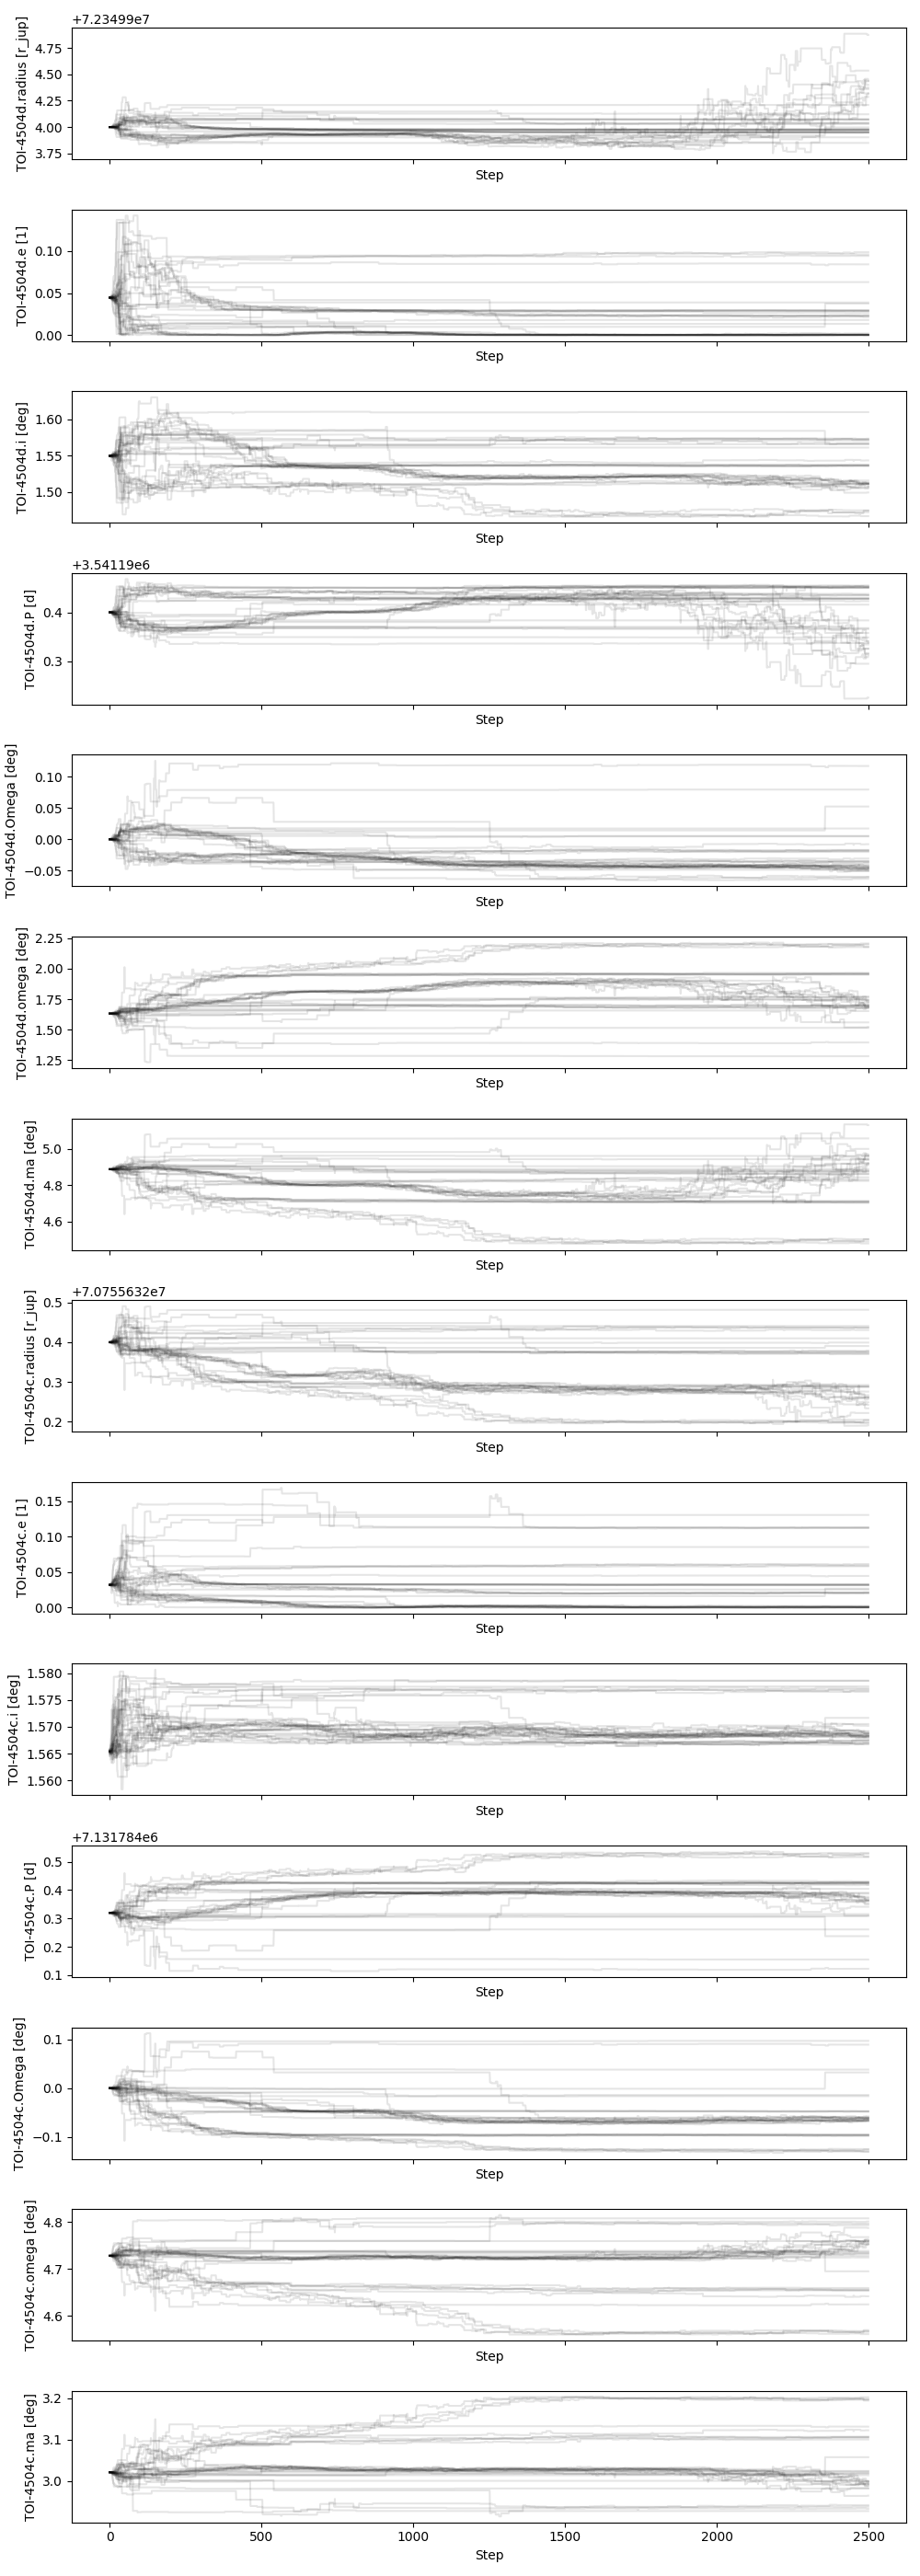 +7.23499e7
TOI-4504d.radius [r_jup]
4.75
4.50
4.25
4.00
3.75
Step
TOI-4504d.e [1]
0.10
0.05
0.00
Step
TOI-4504d.i [deg]
1.60
1.55
1.50
Step
+3.54119e6
TOI-4504d.P [d]
0.4
0.3
Step
TOI-4504d.Omega [deg]
0.10
0.05
0.00
−0.05
Step
TOI-4504d.omega [deg]
2.25
2.00
1.75
1.50
1.25
Step
TOI-4504d.ma [deg]
5.0
4.8
4.6
Step
+7.0755632e7
TOI-4504c.radius [r_jup]
0.5
0.4
0.3
0.2
Step
TOI-4504c.e [1]
0.15
0.10
0.05
0.00
Step
TOI-4504c.i [deg]
1.580
1.575
1.570
1.565
1.560
Step
+7.131784e6
TOI-4504c.P [d]
0.5
0.4
0.3
0.2
0.1
Step
TOI-4504c.Omega [deg]
0.1
0.0
−0.1
Step
TOI-4504c.omega [deg]
4.8
4.7
4.6
Step
TOI-4504c.ma [deg]
3.2
3.1
3.0
0 500 1000 1500 2000 2500
Step